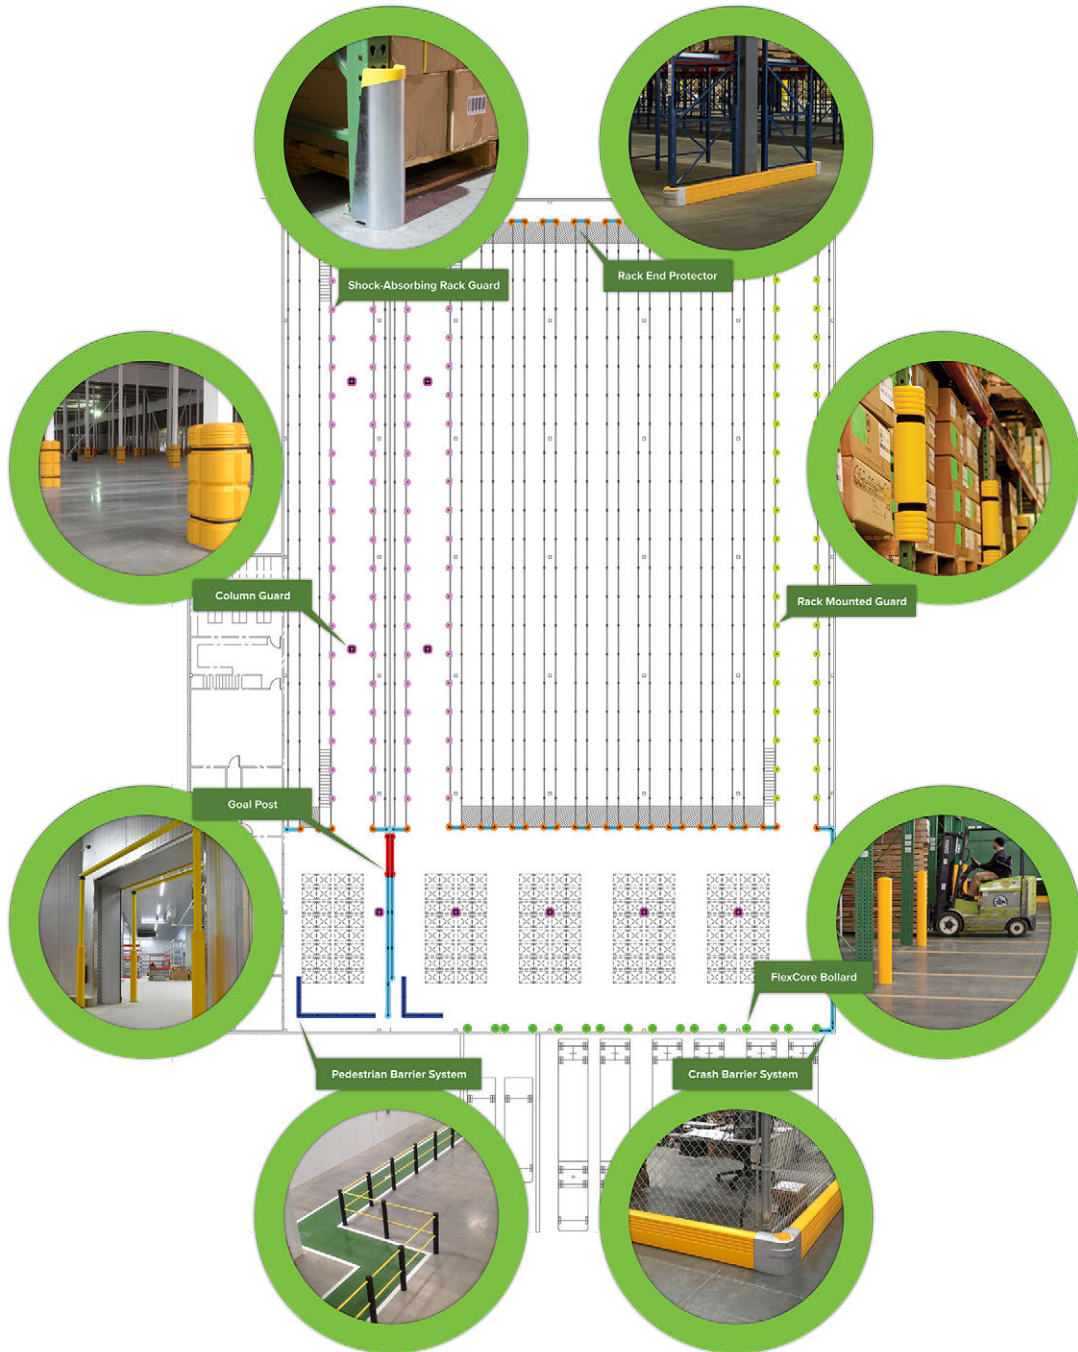 Shock-Absorbing Rack Guard
Rack End Protector
Column Guard
Rack Mounted Guard
Goal Post
FlexCore Bollard
Pedestrian Barrier System
Crash Barrier System